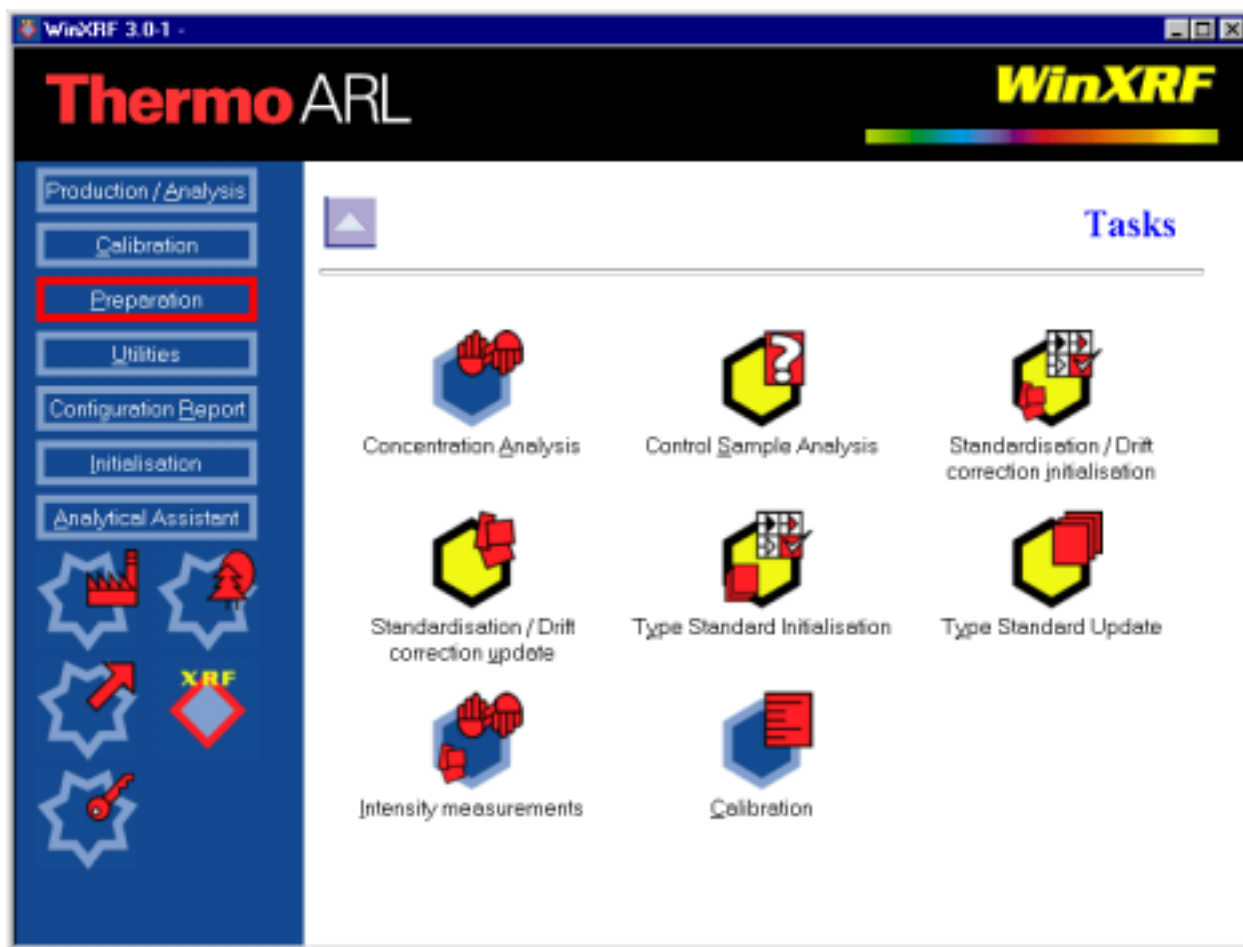 WinXRF 3.0-1 -
Thermo ARL
WinXRF
Production / Analysis
Calibration
Preparation
Utilities
Configuration Report
Initialisation
Analytical Assistant
XRF
Tasks
Concentration Analysis
Control Sample Analysis
Standardisation / Drift
correction initialisation
Standardisation / Drift
correction update
Type Standard Initialisation
Type Standard Update
Intensity measurements
Calibration